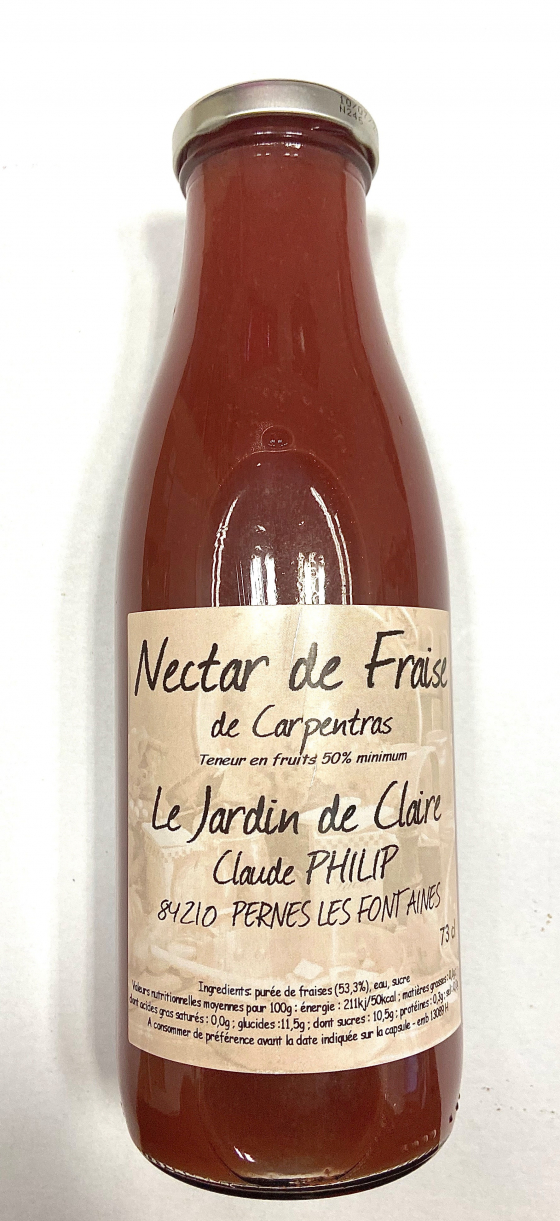 Nectar de Fraise
de Carpentras
Teneur en fruits 50% minimum
Le Jardin de Claire
Claude PHILIP
84210 PERNES LES FONTAINES
73 cl
Ingredients: purée de fraises (53,3%), eau, sucre
Valeurs nutritionnelles moyennes pour 100g : énergie : 211kj/50kcal ; matières grasses :
dont acides gras saturés : 0,0g ; glucides :11,5g ; dont sucres : 10,5g ; protéines : 0,3g ; sel
A consommer de préférence avant la date indiquée sur la capsule - emb 13089 H